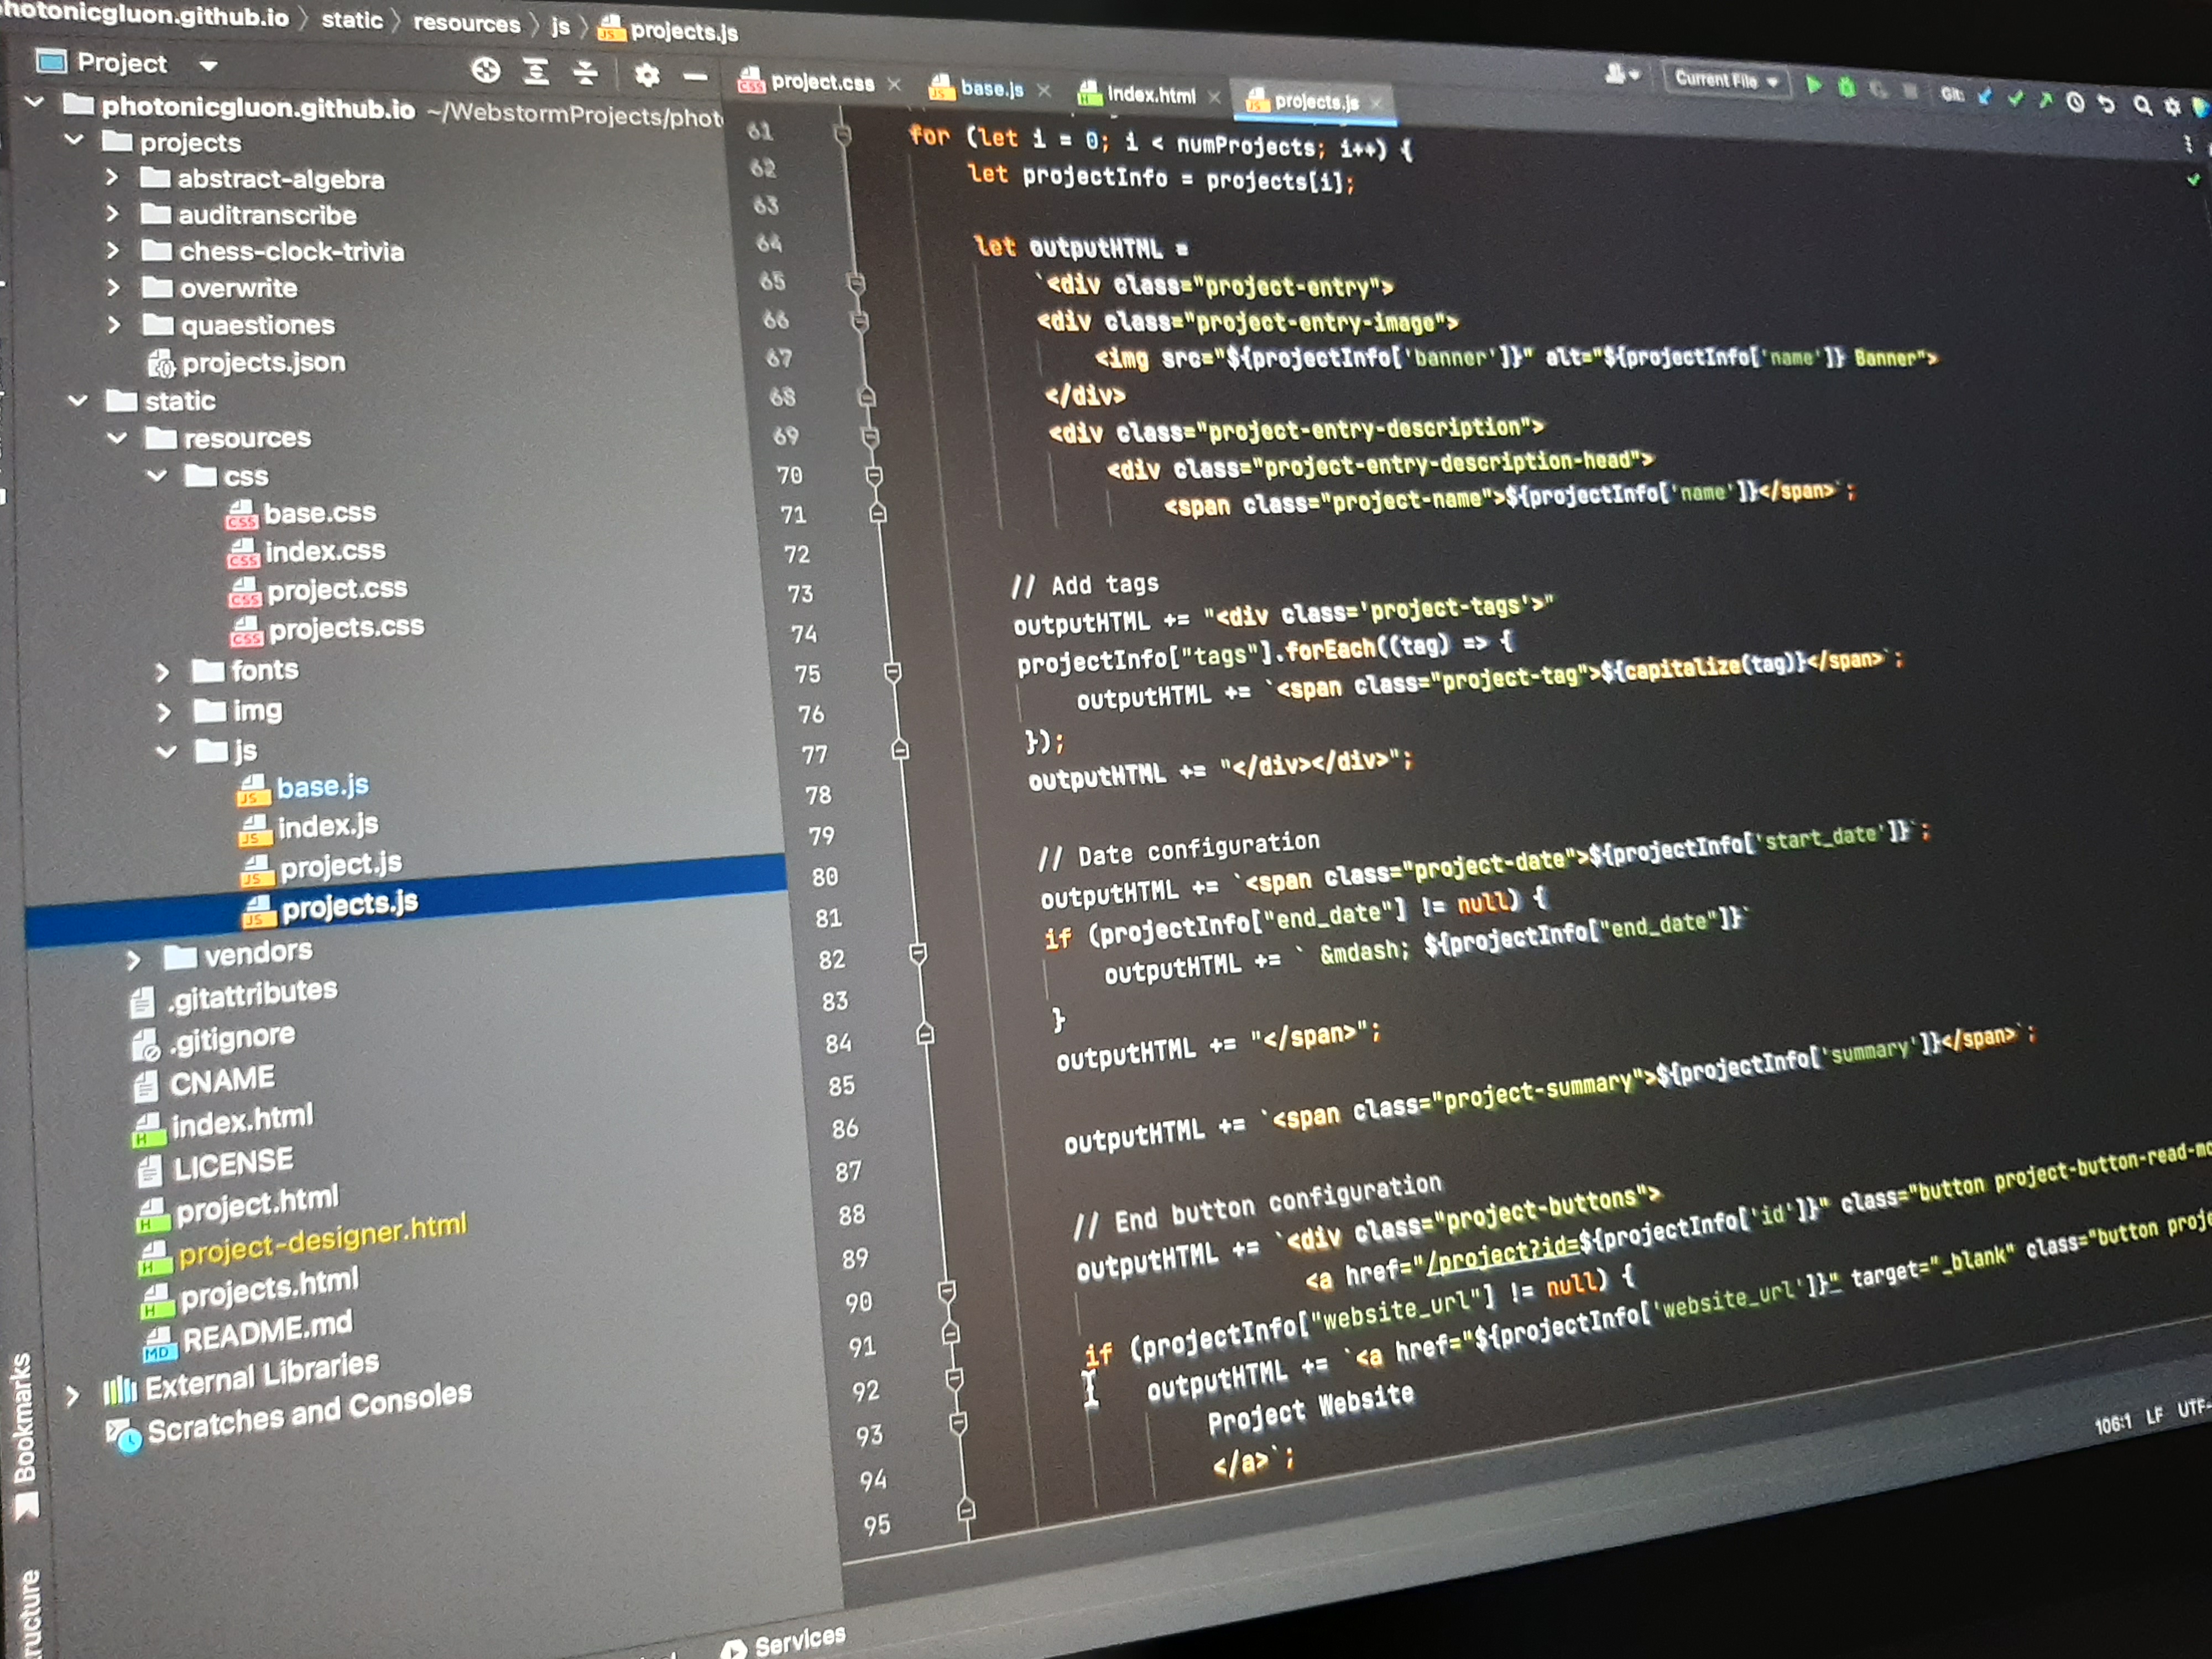 photonicgluon.github.io 〉 static 〉 resources 〉 js 〉 projects.js
Project
photonicgluon.github.io ~/WebstormProjects/phot
projects
abstract-algebra
auditranscribe
chess-clock-trivia
overwrite
quaestiones
projects.json
static
resources
css
base.css
index.css
project.css
projects.css
fonts
img
js
base.js
index.js
project.js
projects.js
vendors
.gitattributes
.gitignore
CNAME
index.html
LICENSE
project.html
project-designer.html
projects.html
README.md
External Libraries
Scratches and Consoles
Bookmarks
ructure
project.css base.js index.html projects.js
Current File Git:
61 for (let i = 0; i < numProjects; i++) {
62 let projectInfo = projects[i];
63
64 let outputHTML =
65 `<div class="project-entry">
66 <div class="project-entry-image">
67 <img src="${projectInfo['banner']}" alt="${projectInfo['name']} Banner">
68 </div>
69 <div class="project-entry-description">
70 <div class="project-entry-description-head">
71 <span class="project-name">${projectInfo['name']}</span>`;
72
73 // Add tags
74 outputHTML += "<div class='project-tags'>"
75 projectInfo["tags"].forEach((tag) => {
76 outputHTML += `<span class="project-tag">${capitalize(tag)}</span>`;
77 });
78 outputHTML += "</div></div>";
79
80 // Date configuration
81 outputHTML += `<span class="project-date">${projectInfo['start_date']}`;
82 if (projectInfo["end_date"] != null) {
83 outputHTML += ` &mdash; ${projectInfo["end_date"]}`
84 }
85 outputHTML += "</span>";
86
87 outputHTML += `<span class="project-summary">${projectInfo['summary']}</span>`;
88
89 // End button configuration
90 outputHTML += `<div class="project-buttons">
91 <a href="/project?id=${projectInfo['id']}" class="button project-button-read-mo
92 if (projectInfo["website_url"] != null) {
93 outputHTML += `<a href="${projectInfo['website_url']}" target="_blank" class="button proje
94 Project Website
95 </a>`;
106:1 LF UTF-
Services